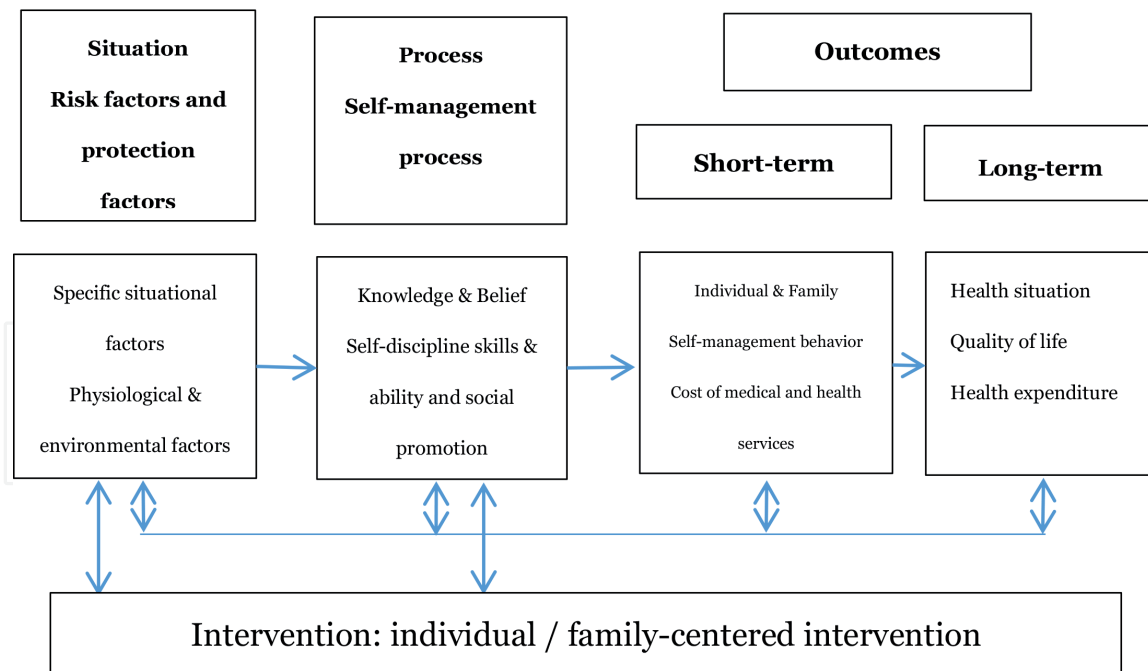 Situation
Risk factors and
protection
factors
Process
Self-management
process
Outcomes
Short-term
Long-term
Specific situational
factors
Physiological &
environmental factors
Knowledge & Belief
Self-discipline skills &
ability and social
promotion
Individual & Family
Self-management behavior
Cost of medical and health
services
Health situation
Quality of life
Health expenditure
Intervention: individual / family-centered intervention